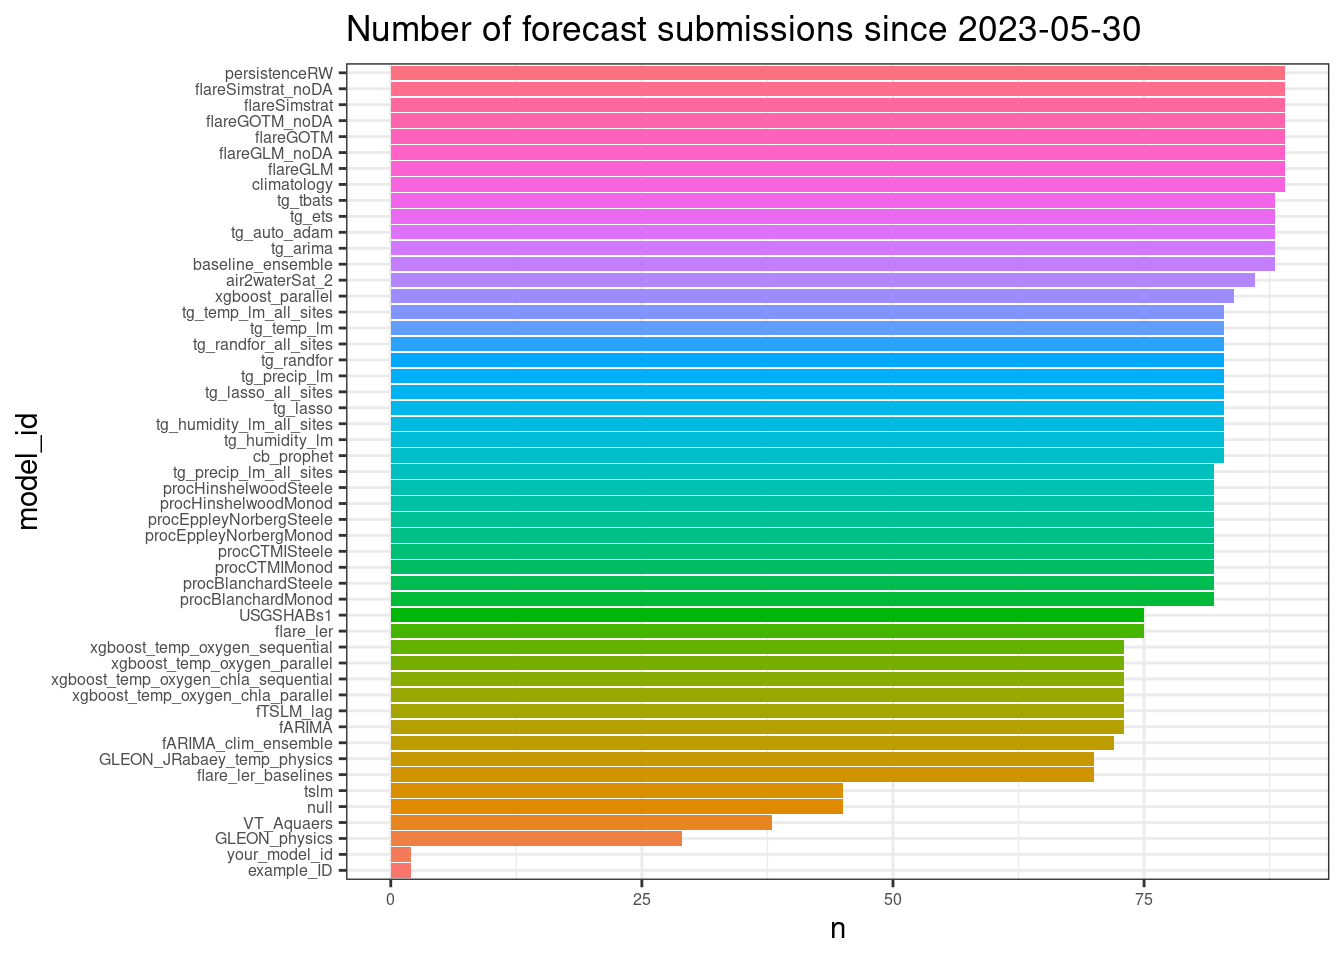 Number of forecast submissions since 2023-05-30
persistenceRW
flareSimstrat_noDA
flareSimstrat
flareGOTM_noDA
flareGOTM
flareGLM_noDA
flareGLM
climatology
tg_tbats
tg_ets
tg_auto_adam
tg_arima
baseline_ensemble
air2waterSat_2
xgboost_parallel
tg_temp_lm_all_sites
tg_temp_lm
tg_randfor_all_sites
tg_randfor
tg_precip_lm
tg_lasso_all_sites
tg_lasso
tg_humidity_lm_all_sites
tg_humidity_lm
cb_prophet
tg_precip_lm_all_sites
procHinshelwoodSteele
procHinshelwoodMonod
procEppleyNorbergSteele
procEppleyNorbergMonod
procCTMISteele
procCTMIMonod
procBlanchardSteele
procBlanchardMonod
USGSHABs1
flare_ler
xgboost_temp_oxygen_sequential
xgboost_temp_oxygen_parallel
xgboost_temp_oxygen_chla_sequential
xgboost_temp_oxygen_chla_parallel
fTSLM_lag
fARIMA
fARIMA_clim_ensemble
GLEON_JRabaey_temp_physics
flare_ler_baselines
tslm
null
VT_Aquaers
GLEON_physics
your_model_id
example_ID
model_id
0 25 50 75
n